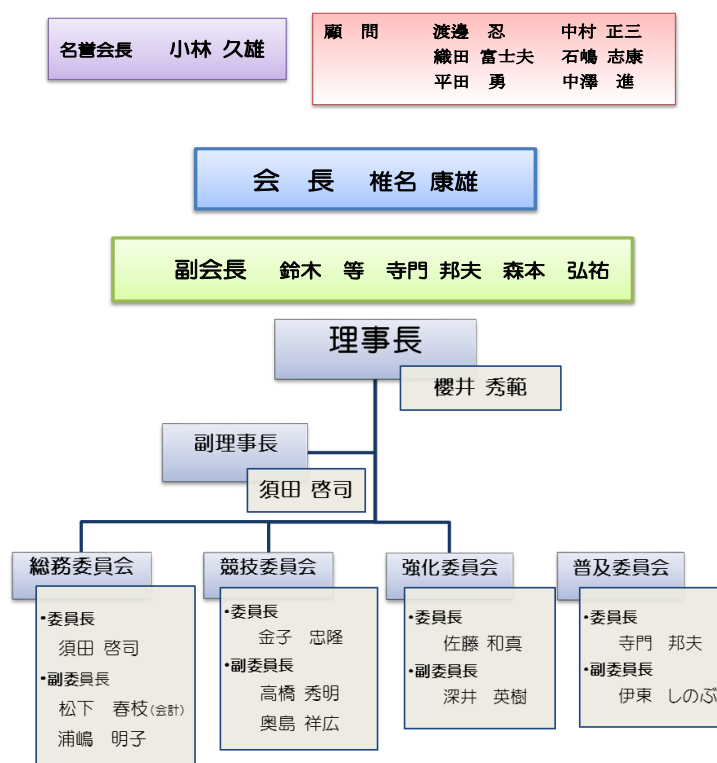 名誉会長　小林 久雄
顧　問　渡邊　忍　中村 正三
織田 富士夫　石嶋 志康
平田　勇　中澤　進
会　長　椎名 康雄
副会長　鈴木　等　寺門 邦夫　森本　弘祐
理事長
櫻井 秀範
副理事長
須田 啓司
総務委員会
•委員長
須田 啓司
•副委員長
松下　春枝(会計)
浦嶋　明子
競技委員会
•委員長
金子　忠隆
•副委員長
高橋 秀明
奥島 祥広
強化委員会
•委員長
佐藤 和真
•副委員長
深井　英樹
普及委員会
•委員長
寺門　邦夫
•副委員長
伊東　しのぶ